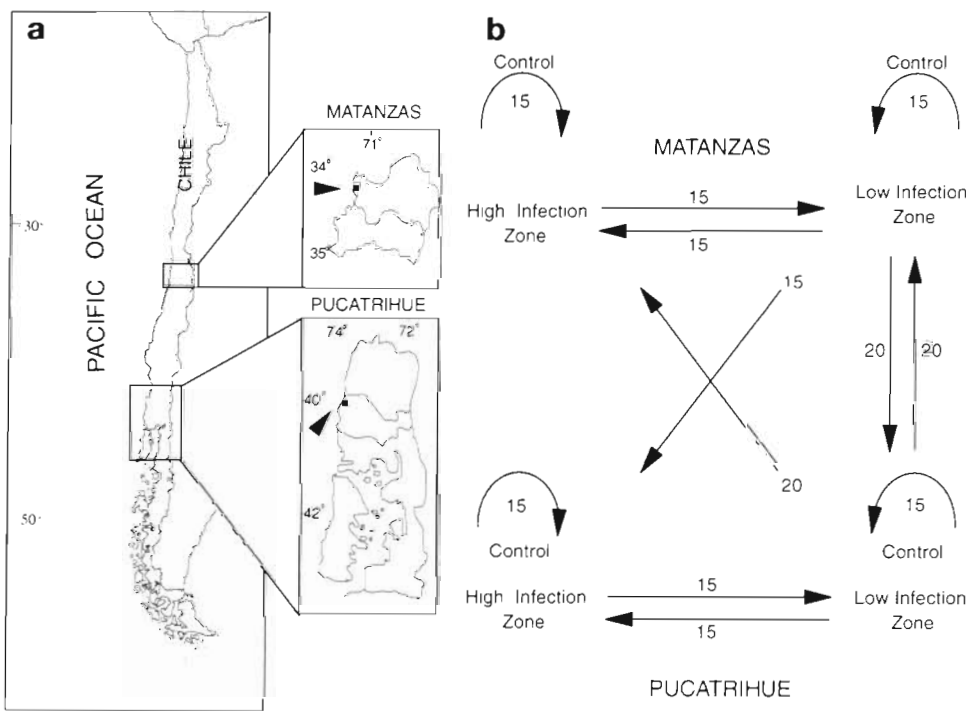 a
PACIFIC OCEAN
CHILE
30°
50°
MATANZAS
71°
34°
35°
PUCATRIHUE
74°
72°
40°
42°
b
Control
15
Control
15
MATANZAS
High Infection
Zone
15
15
Low Infection
Zone
15
20
20
20
15
Control
15
Control
High Infection
Zone
15
15
Low Infection
Zone
PUCATRIHUE